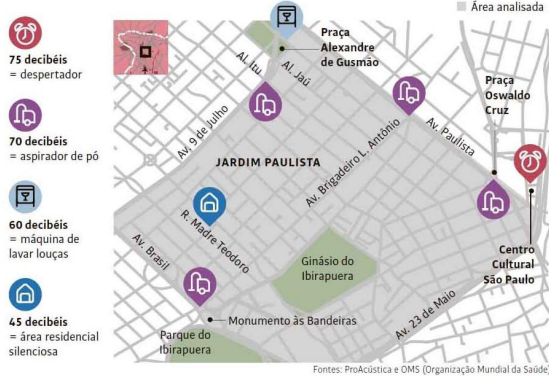 Área analisada
75 decibéis
= despertador
70 decibéis
= aspirador de pó
60 decibéis
= máquina de
lavar louças
45 decibéis
= área residencial
silenciosa
Praça
Alexandre
de Gusmão
Al. Itu
Al. Jaú
Av. 9 de Julho
Praça
Oswaldo
Cruz
Av. Paulista
Av. Brigadeiro L. Antônio
JARDIM PAULISTA
R. Madre Teodoro
Av. Brasil
Ginásio do
Ibirapuera
Centro
Cultural
São Paulo
Av. 23 de Maio
Monumento às Bandeiras
Parque do
Ibirapuera
Fontes: ProAcústica e OMS (Organização Mundial da Saúde)